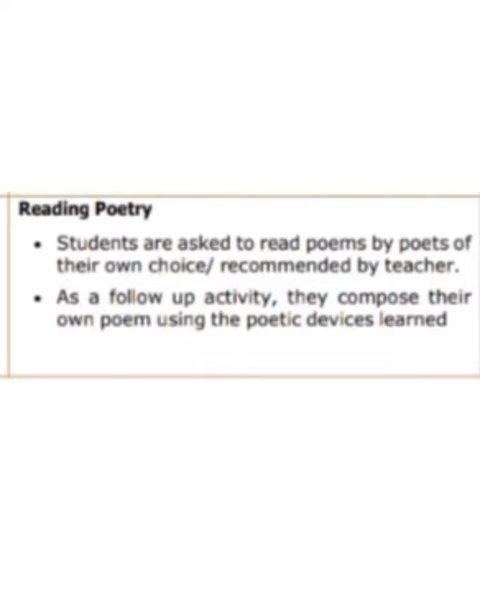 Reading Poetry
• Students are asked to read poems by poets of
their own choice/ recommended by teacher.
• As a follow up activity, they compose their
own poem using the poetic devices learned